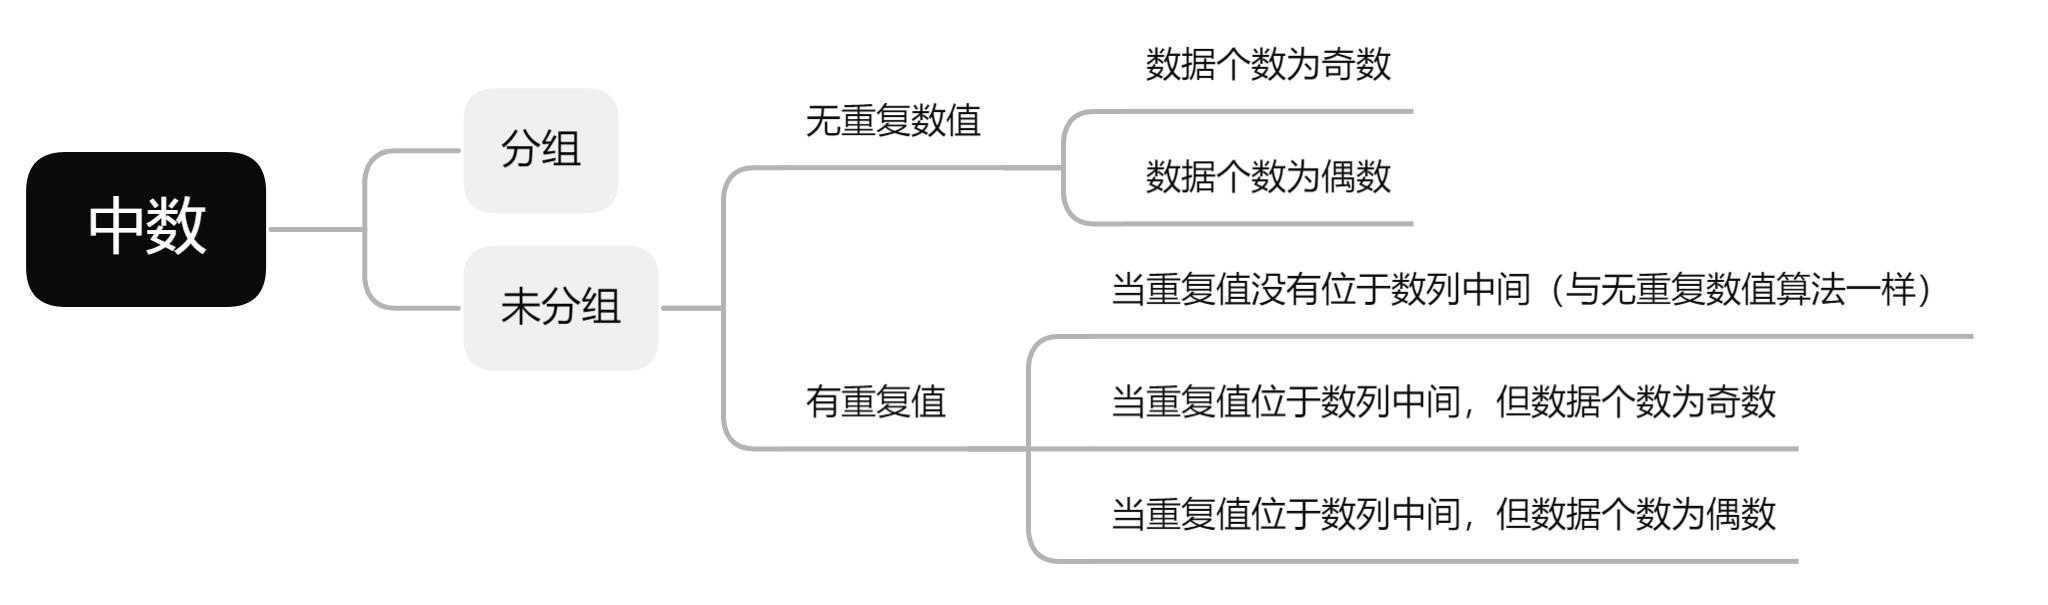 中数
分组
未分组
无重复数值
数据个数为奇数
数据个数为偶数
有重复值
当重复值没有位于数列中间（与无重复数值算法一样）
当重复值位于数列中间，但数据个数为奇数
当重复值位于数列中间，但数据个数为偶数